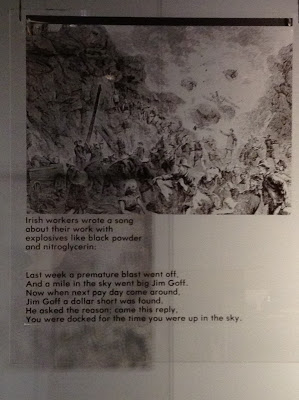 Irish workers wrote a song
about their work with
explosives like black powder
and nitroglycerin:
Last week a premature blast went off,
And a mile in the sky went big Jim Goff.
Now when next pay day came around,
Jim Goff a dollar short was found.
He asked the reason; came this reply,
You were docked for the time you were up in the sky.